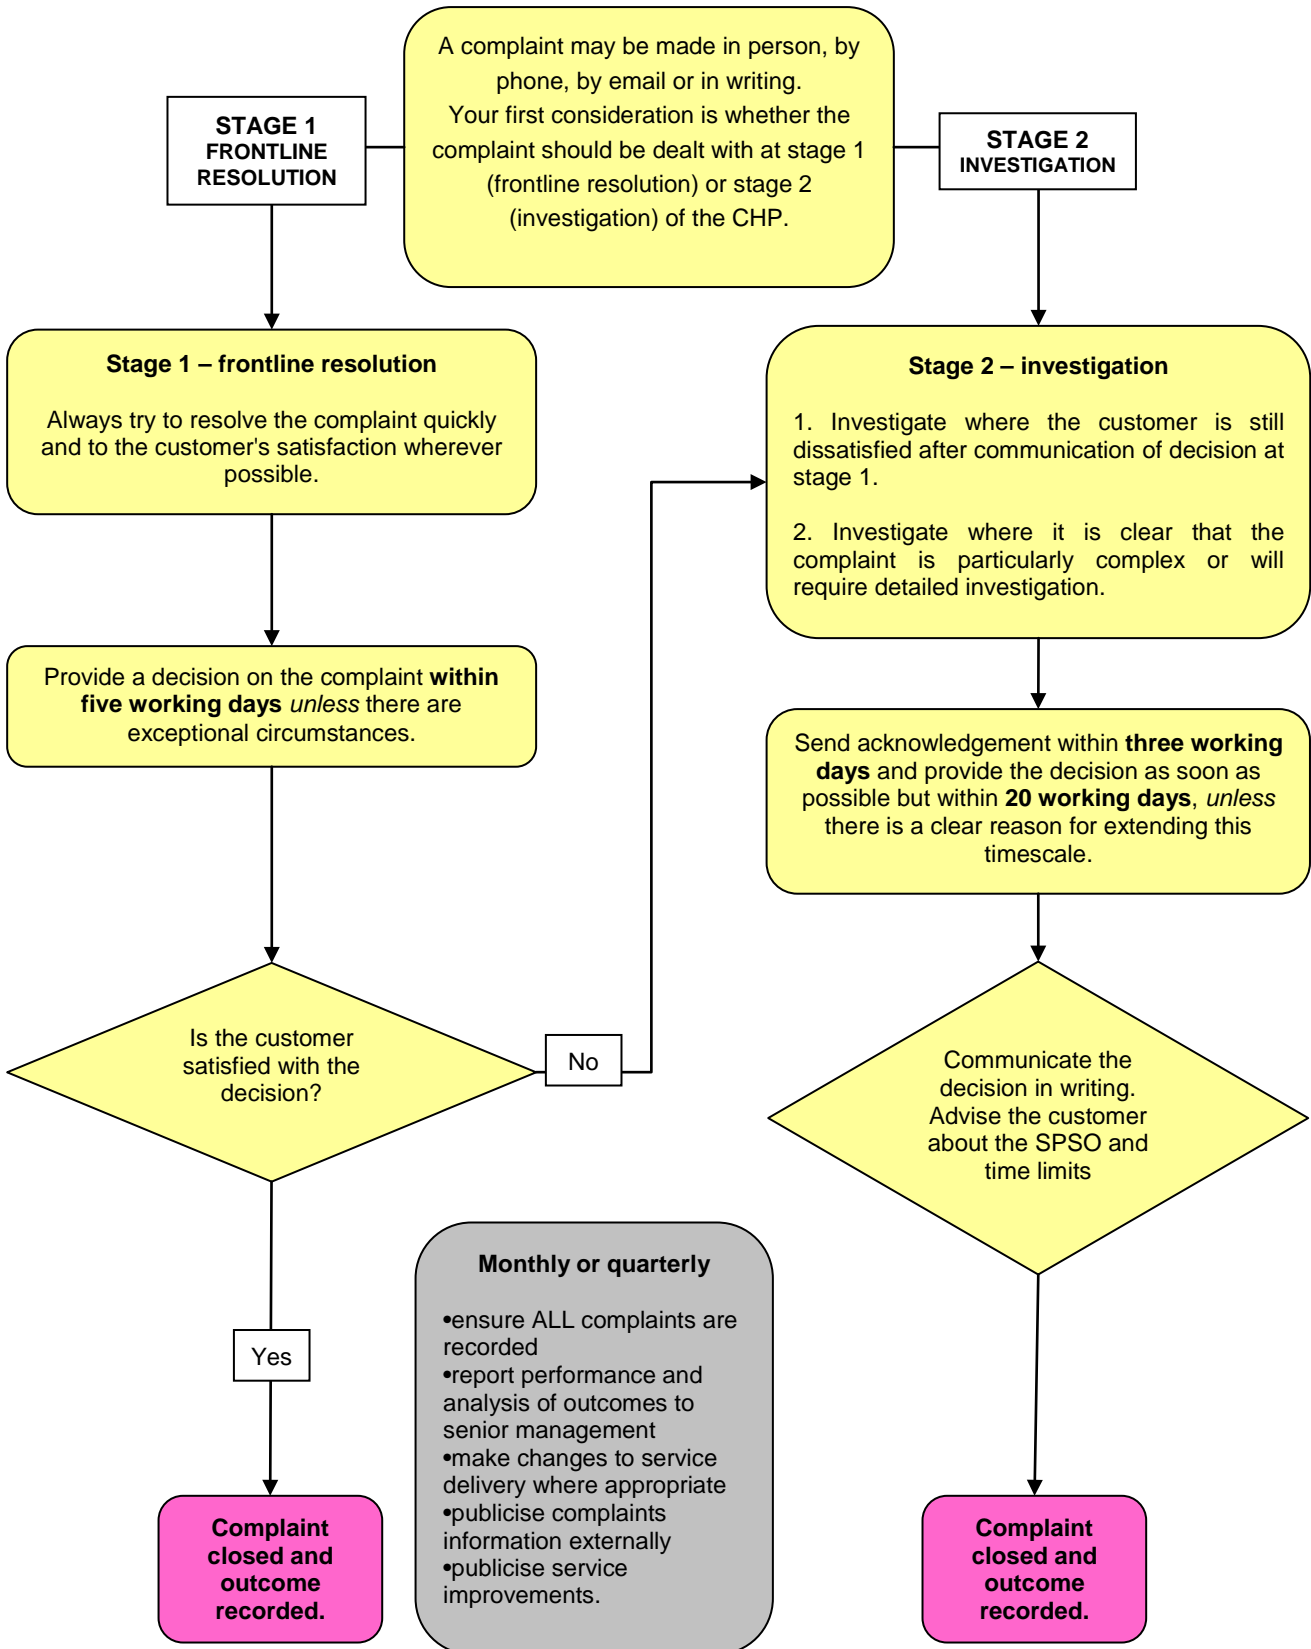 A complaint may be made in person, by
phone, by email or in writing.
Your first consideration is whether the
complaint should be dealt with at stage 1
(frontline resolution) or stage 2
(investigation) of the CHP.
STAGE 1
FRONTLINE
RESOLUTION
STAGE 2
INVESTIGATION
Stage 1 – frontline resolution
Always try to resolve the complaint quickly
and to the customer's satisfaction wherever
possible.
Provide a decision on the complaint within
five working days unless there are
exceptional circumstances.
Is the customer
satisfied with the
decision?
No
Yes
Complaint
closed and
outcome
recorded.
Stage 2 – investigation
1. Investigate where the customer is still
dissatisfied after communication of decision at
stage 1.
2. Investigate where it is clear that the
complaint is particularly complex or will
require detailed investigation.
Send acknowledgement within three working
days and provide the decision as soon as
possible but within 20 working days, unless
there is a clear reason for extending this
timescale.
Communicate the
decision in writing.
Advise the customer
about the SPSO and
time limits
Complaint
closed and
outcome
recorded.
Monthly or quarterly
•ensure ALL complaints are
recorded
•report performance and
analysis of outcomes to
senior management
•make changes to service
delivery where appropriate
•publicise complaints
information externally
•publicise service
improvements.